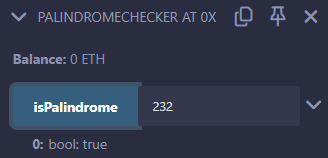 PALINDROMECHECKER AT 0X
Balance: 0 ETH
isPalindrome 232
0: bool: true